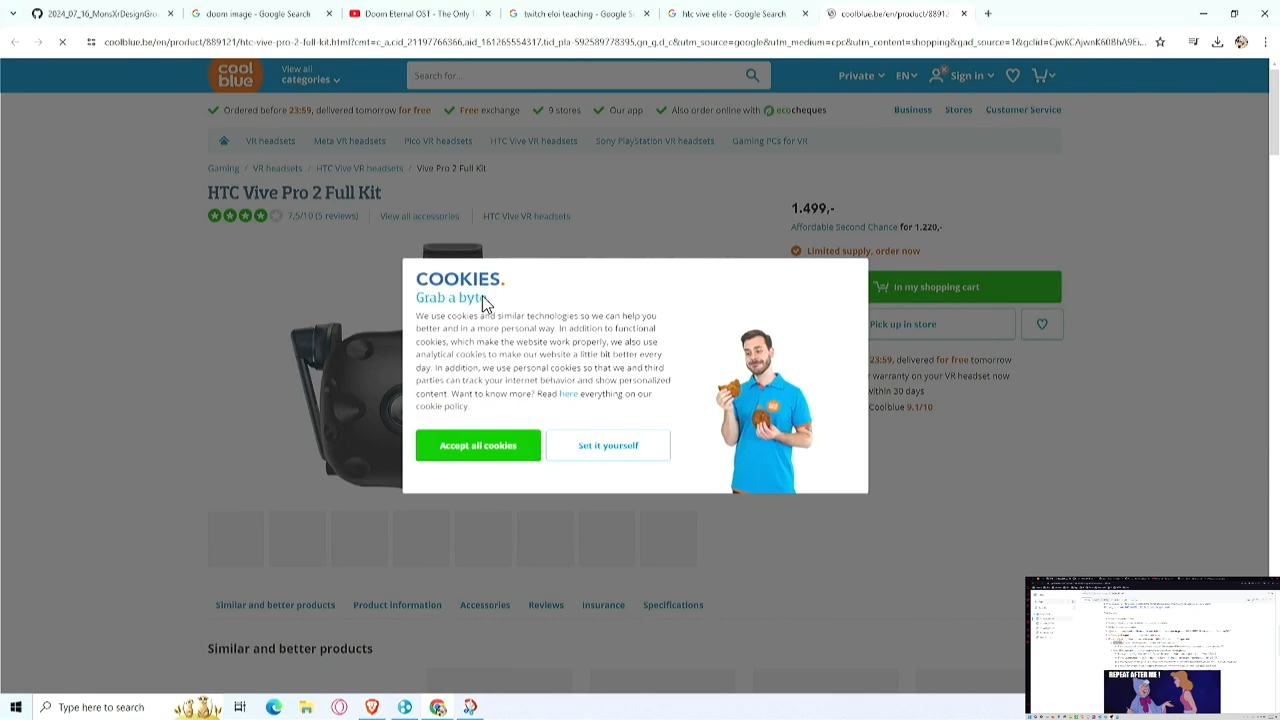 2024_07_16_MonsXrDesignGro
doom image - Google Search
Doom Eternal OST - The Only T
twitch eloi teaching - Google S
htc vive elite - Google Search
coolblue.be/en/product/88912
coolblue.be/en/product/889121/htc-vive-pro-2-full-kit.html?cmt=c_a,cid_21197766366,aid_161265554317,tid_pla-592589778395,gn_g,d_c&utm_source=google&utm_medium=cpc&utm_content=shopping&gad_source=1&gclid=CjwKCAjwnK60BhA9Ei...
cool
blue
View all
categories
Search for...
Private
EN
Sign in
Ordered before 23:59, delivered tomorrow for free
Free exchange
9 stores
Our app
Also order online with ecocheques
Business
Stores
Customer Service
VR headsets
Meta VR headsets
Pico VR headsets
HTC Vive VR headsets
Sony PlayStation VR headsets
Gaming PCs for VR
Gaming / VR headsets / HTC Vive VR headsets / Vive Pro 2 Full Kit
HTC Vive Pro 2 Full Kit
7,5/10 (5 reviews)
View all accessories
HTC Vive VR headsets
1.499,-
Affordable Second Chance for 1.220,-
Limited supply, order now
In my shopping cart
Pick up in store
23:59, delivered for free tomorrow
warranty on your VR headset now
within 30 days
Coolblue 9.1/10
COOKIES.
Grab a byte
We use cookies and similar technologies so we can help you
better and in a more personal way. In addition to functional
cookies, which make the website work properly, we also use
analytical cookies to make our website a little bit better every
day. In addition, we use personal cookies so that we and third
parties can track your internet behavior and show personalized
content. Want to know more? Read here everything on our
cookie policy.
Accept all cookies
Set it yourself
Similar and better products
Product information
Accessories
Reviews
Insurance
Specifications
Similar and better products
REPEAT AFTER ME !
Type here to search